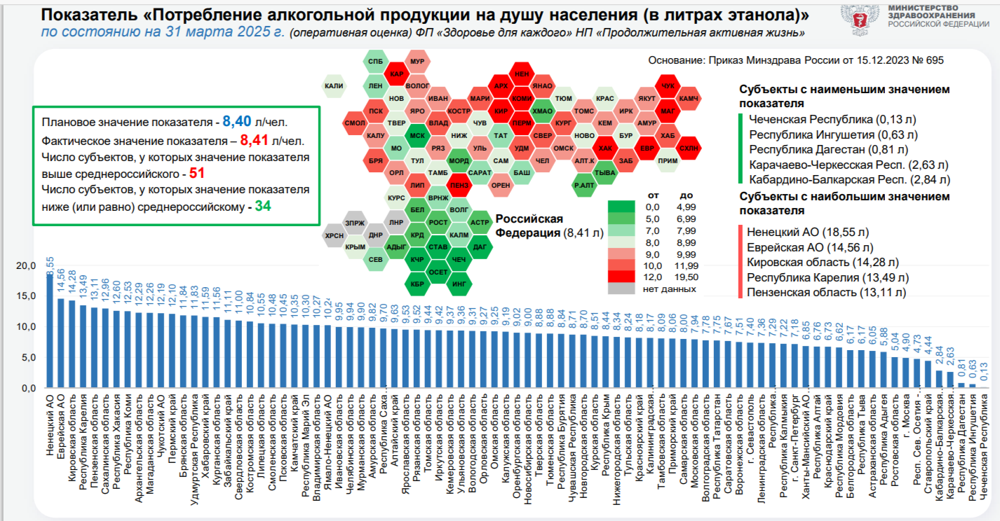 Показатель «Потребление алкогольной продукции на душу населения (в литрах этанола)»
по состоянию на 31 марта 2025 г. (оперативная оценка) ФП «Здоровье для каждого» НП «Продолжительная активная жизнь»
МИНИСТЕРСТВО
ЗДРАВООХРАНЕНИЯ
РОССИЙСКОЙ ФЕДЕРАЦИИ
Основание: Приказ Минздрава России от 15.12.2023 № 695
Плановое значение показателя - 8,40 л/чел.
Фактическое значение показателя – 8,41 л/чел.
Число субъектов, у которых значение показателя
выше среднероссийского - 51
Число субъектов, у которых значение показателя
ниже (или равно) среднероссийскому - 34
СПБ МУР
КАР НЕН
КАЛИ ЛЕН ВОЛОГ АРХ ЯНАО ЧУК
НОВ ИВАН МАРИ КОМИ ТЮМ КРАС ЯКУТ КАМЧ
ПСК ЯРО КОСТР КИР ХМАО ТОМС ИРК МАГ
СМОЛ ТВЕР ВЛАД ЧУВ ПЕРМ КУРГ КЕМ АМУР
КАЛУ МСК НИЖ ТАТ СВЕР НОВО БУР ХАБ
МО РЯЗ УЛЬ УДМ ОМСК ХАК ЕВР СХЛН
БРЯ ТУЛ МОРД САМ ЧЕЛ АЛТ.К ЗАБ ПРИМ
ОРЛ ТАМБ САРАТ БАШ ТЫВА
ЛИП ПЕНЗ ОРЕН Р.АЛТ
КУРС ВРНЖ
БЕЛ ВОЛГ
ЗПРЖ ЛНР РОСТ АСТР
ХРСН ДНР КРД КАЛМ
КРЫМ АДЫГ СТАВ ДАГ
СЕВ КЧР ЧЕЧ
ОСЕТ
КБР ИНГ
Российская
Федерация (8,41 л)
от до
0,0 4,99
5,0 6,99
7,0 7,99
8,0 8,99
9,0 9,99
10,0 11,99
12,0 19,50
нет данных
Субъекты с наименьшим значением
показателя
Чеченская Республика (0,13 л)
Республика Ингушетия (0,63 л)
Республика Дагестан (0,81 л)
Карачаево-Черкесская Респ. (2,63 л)
Кабардино-Балкарская Респ. (2,84 л)
Субъекты с наибольшим значением
показателя
Ненецкий АО (18,55 л)
Еврейская АО (14,56 л)
Кировская область (14,28 л)
Республика Карелия (13,49 л)
Пензенская область (13,11 л)
20,0
15,0
10,0
5,0
0,0
8,55 14,56 14,28 13,49 13,11 12,96 12,60 12,53 12,29 12,26 12,19 12,10 11,84 11,83 11,59 11,56 11,11 11,00 10,84 10,55 10,48 10,45 10,35 10,30 10,27 10,24 9,95 9,94 9,90 9,82 9,70 9,63 9,53 9,52 9,44 9,42 9,37 9,36 9,31 9,27 9,25 9,19 9,02 9,00 8,88 8,88 8,84 8,71 8,70 8,51 8,44 8,34 8,24 8,18 8,17 8,09 8,06 8,00 7,94 7,78 7,75 7,67 7,51 7,40 7,36 7,29 7,22 7,18 6,85 6,76 6,73 6,62 6,17 6,17 6,05 5,88 5,04 4,90 4,73 4,44 2,84 2,63 0,81 0,63 0,13
Ненецкий АО
Еврейская АО
Кировская область
Республика Карелия
Пензенская область
Сахалинская область
Республика Хакасия
Республика Коми
Архангельская область
Магаданская область
Чукотский АО
Пермский край
Брянская область
Удмуртская Республика
Хабаровский край
Курганская область
Забайкальский край
Свердловская область
Костромская область
Липецкая область
Смоленская область
Псковская область
Камчатский край
Республика Марий Эл
Владимирская область
Ямало-Ненецкий АО
Ивановская область
Челябинская область
Мурманская область
Амурская область
Республика Саха…
Алтайский край
Ярославская область
Рязанская область
Томская область
Иркутская область
Кемеровская область
Ульяновская область
Вологодская область
Орловская область
Омская область
Калужская область
Оренбургская область
Новосибирская область
Тверская область
Тюменская область
Республика Бурятия
Чувашская Республика
Новгородская область
Курская область
Республика Крым
Нижегородская область
Тульская область
Красноярский край
Калининградская…
Тамбовская область
Приморский край
Самарская область
Московская область
Волгоградская область
Республика Татарстан
Саратовская область
Воронежская область
г. Севастополь
Ленинградская область
Республика…
Республика Калмыкия
г. Санкт-Петербург
Ханты-Мансийский АО…
Республика Алтай
Краснодарский край
Республика Мордовия
Белгородская область
Республика Тыва
Астраханская область
Республика Адыгея
Ростовская область
г. Москва
Респ. Сев. Осетия -…
Ставропольский край
Кабардино-Балкарская…
Карачаево-Черкесская…
Республика Дагестан
Республика Ингушетия
Чеченская Республика